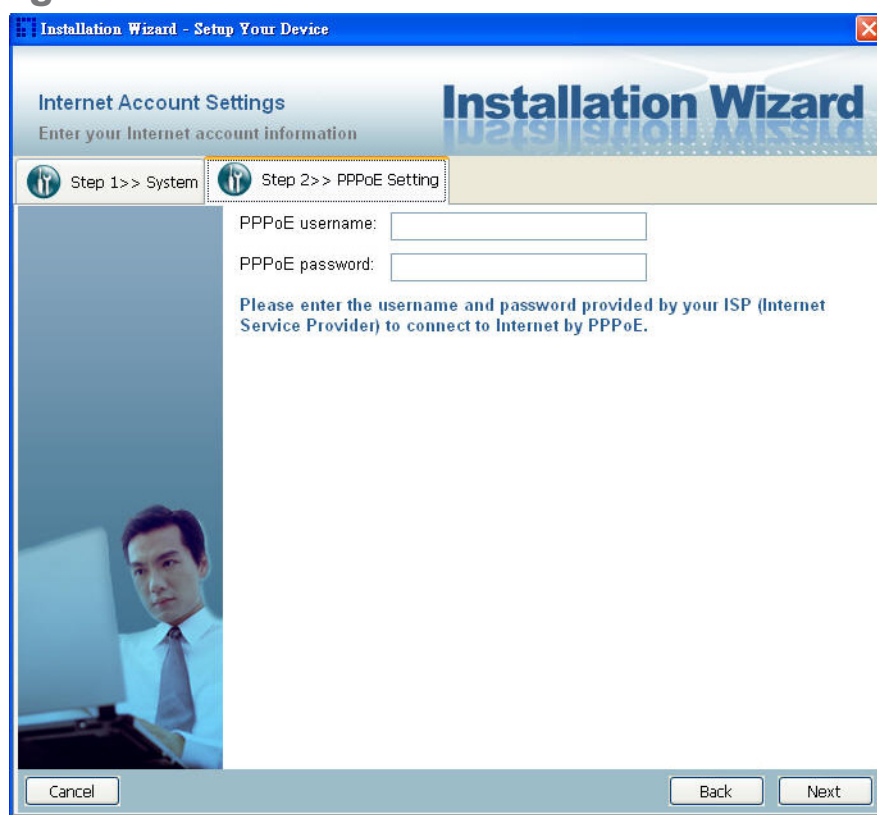 Installation Wizard - Setup Your Device
Internet Account Settings
Installation Wizard
Enter your Internet account information
Step 1>> System
Step 2>> PPPoE Setting
PPPoE username:
PPPoE password:
Please enter the username and password provided by your ISP (Internet
Service Provider) to connect to Internet by PPPoE.
Cancel
Back
Next